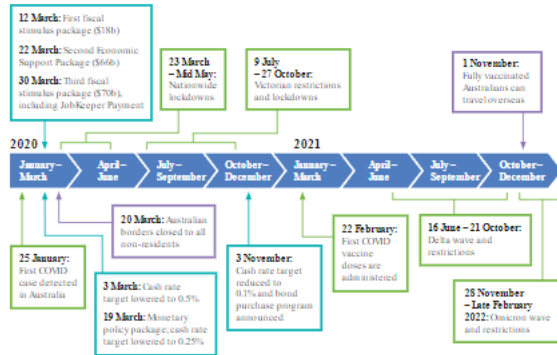 12 March: First fiscal
stimulus package ($18b)
22 March: Second Economic
Support Package ($66b)
30 March: Third fiscal
stimulus package ($70b),
including JobKeeper Payment
23 March
– Mid May:
Nationwide
lockdowns
9 July
– 27 October:
Victorian restrictions
and lockdowns
1 November:
Fully vaccinated
Australians can
travel overseas
2020
2021
January–
March
April–
June
July–
September
October–
December
January–
March
April–
June
July–
September
October–
December
25 January:
First COVID
case detected
in Australia
20 March: Australian
borders closed to all
non-residents
3 March: Cash rate
target lowered to 0.5%
19 March: Monetary
policy package; cash rate
target lowered to 0.25%
3 November:
Cash rate target
reduced to
0.1% and bond
purchase program
announced
22 February:
First COVID
vaccine
doses are
administered
16 June – 21 October:
Delta wave and
restrictions
28 November
– Late February
2022: Omicron wave
and restrictions